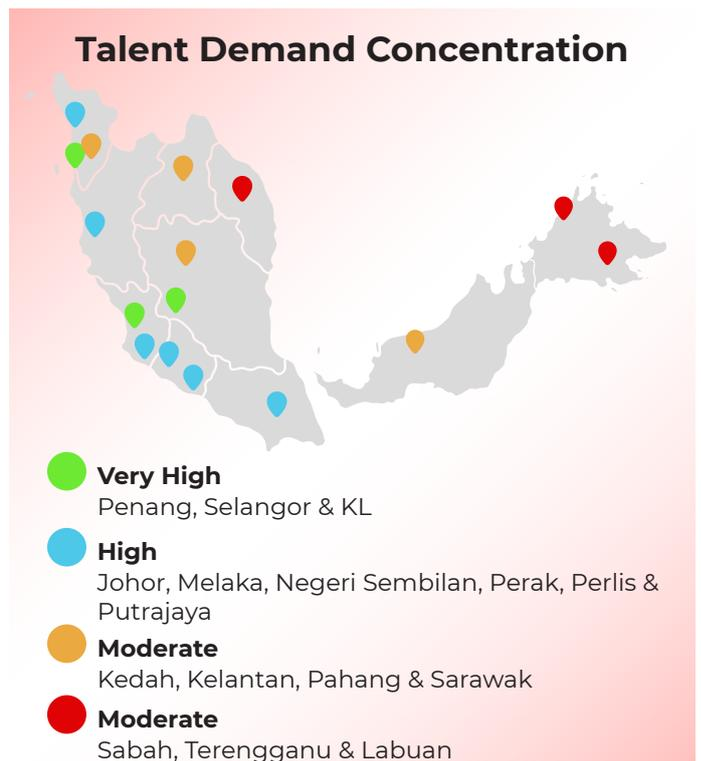 Talent Demand Concentration
Very High
Penang, Selangor & KL
High
Johor, Melaka, Negeri Sembilan, Perak, Perlis &
Putrajaya
Moderate
Kedah, Kelantan, Pahang & Sarawak
Moderate
Sabah, Terengganu & Labuan